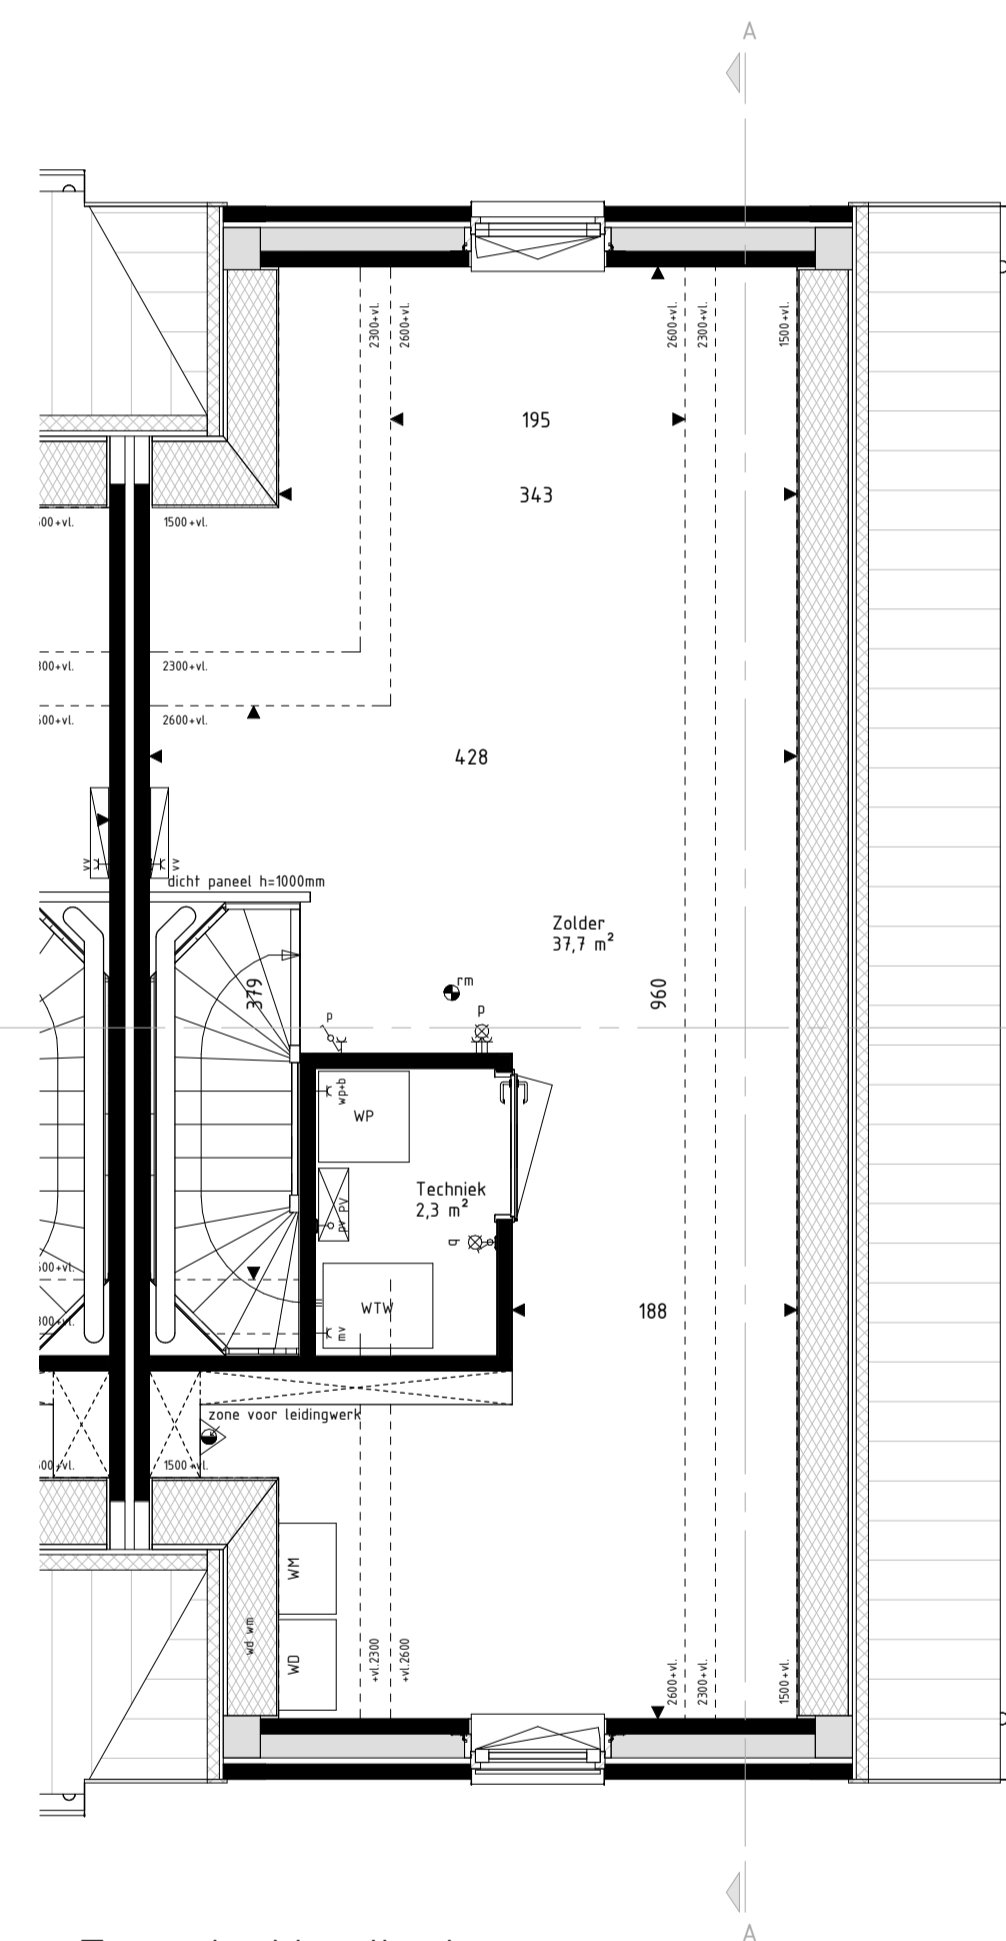 A
2300+vl.
2600+vl.
2600+vl.
2300+vl.
1500+vl.
195
343
1500+vl.
2300+vl.
2600+vl.
428
vv
vv
dicht paneel h=1000mm
Zolder
37,7 m²
379
rm
960
p
p
wp+b
WP
Techniek
2,3 m²
pv PV
q
WTW
188
mv
zone voor leidingwerk
1500+vl.
WM
wd wm
WD
+vl.2300
+vl.2600
2600+vl.
2300+vl.
1500+vl.
A